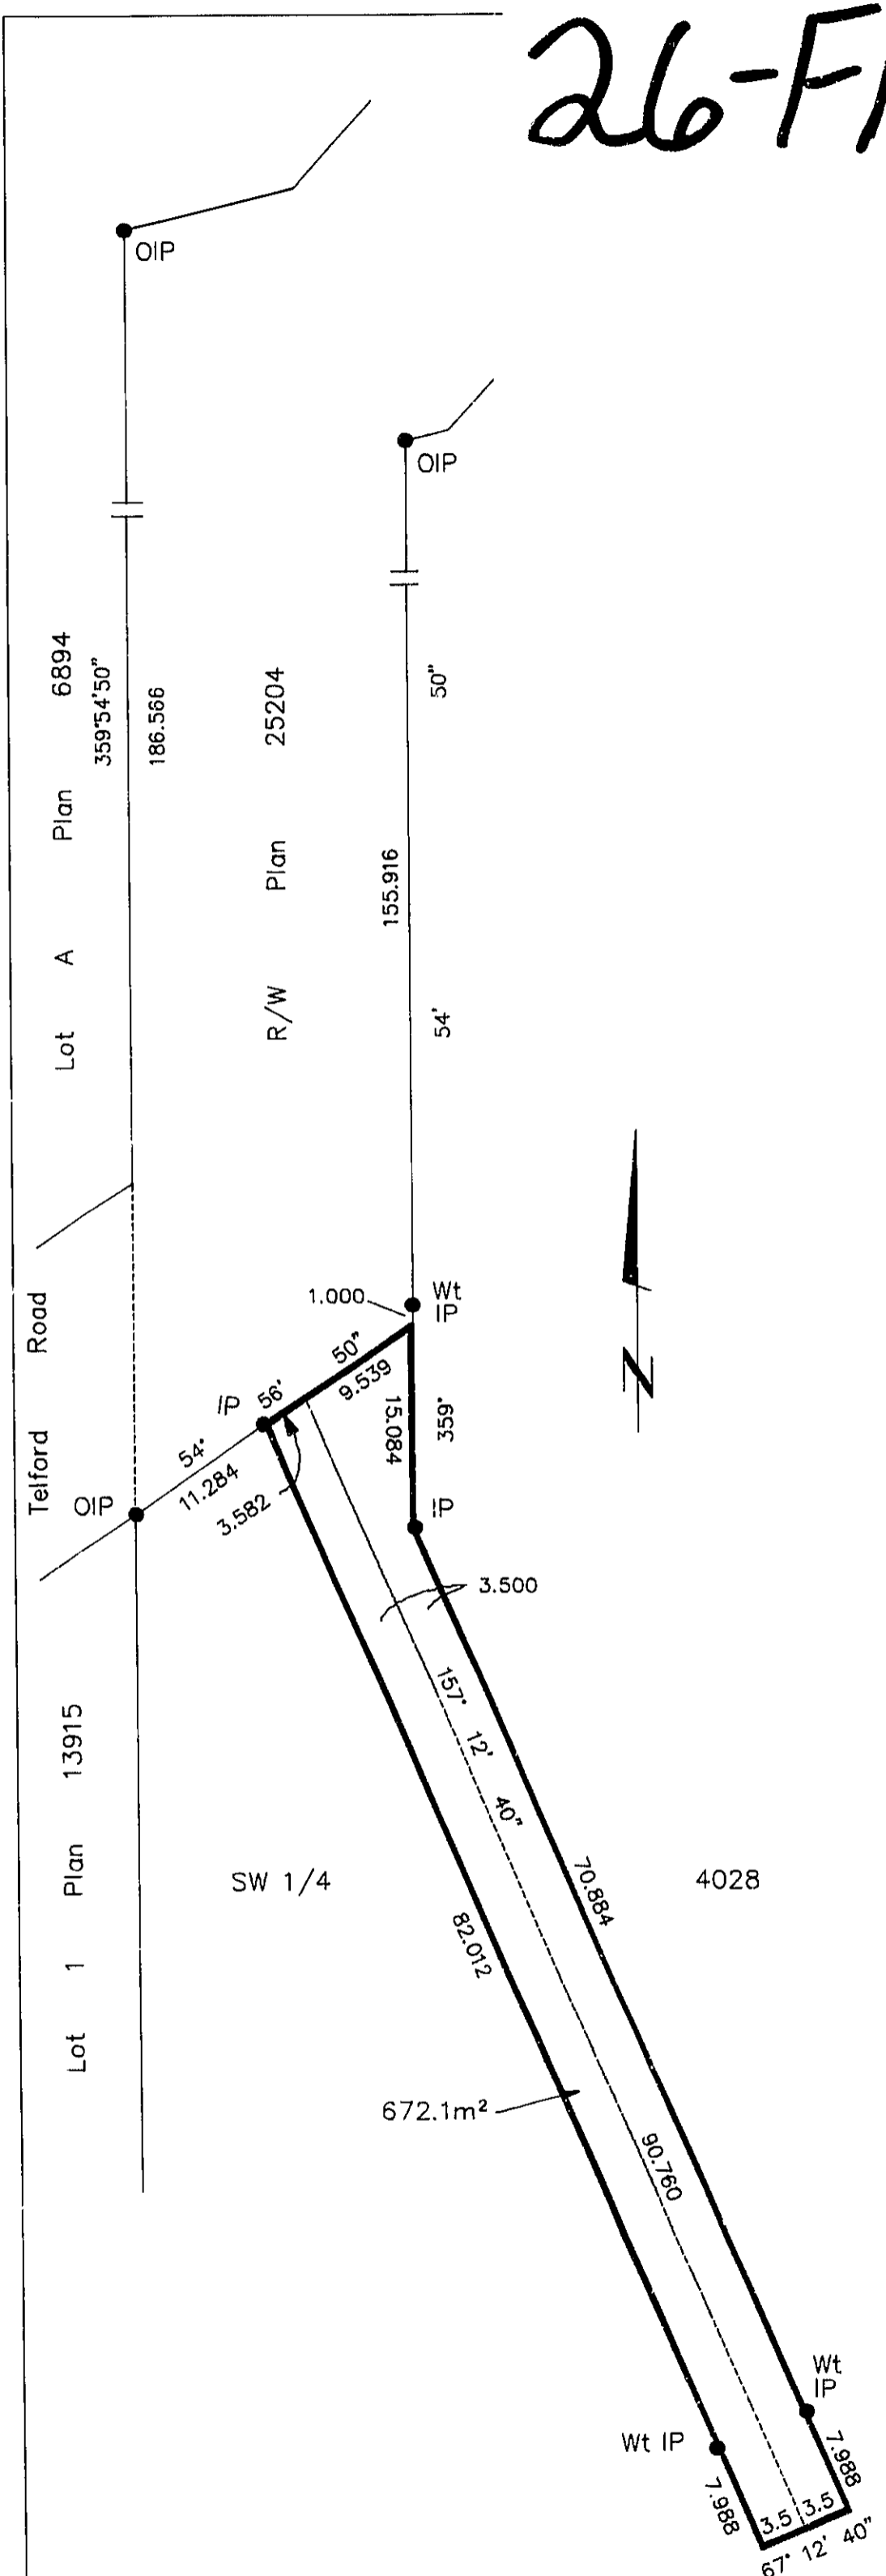 26-F
OIP
OIP
Lot A Plan 6894
359°54'50"
186.566
R/W Plan 25204
50"
155.916
54'
Telford Road
1.000
Wt
IP
50"
9.539
56'
IP
15.084
359°
54°
11.284
OIP
3.582
IP
3.500
157° 12' 40"
Lot 1 Plan 13915
SW 1/4
4028
70.884
82.012
672.1m²
90.760
Wt
IP
Wt IP
7.988
7.988
3.5 3.5
67° 12' 40"
N